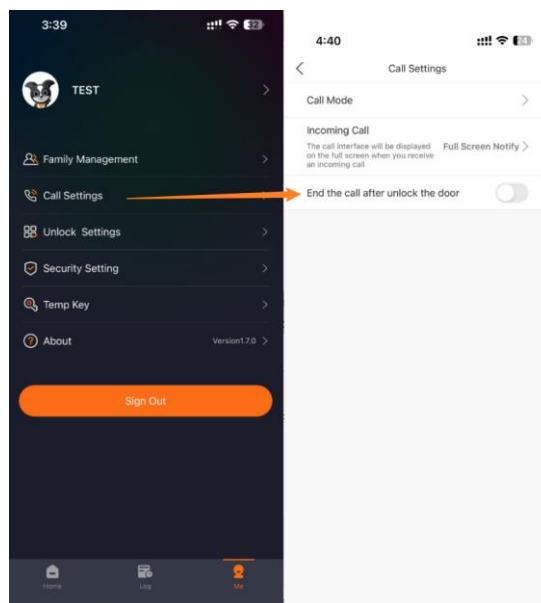 3:39
32
TEST
Family Management
Call Settings
Unlock Settings
Security Setting
Temp Key
About
Version1.7.0
Sign Out
Home
Log
Me
4:40
24
Call Settings
Call Mode
Incoming Call
The call interface will be displayed
on the full screen when you receive
an incoming call
Full Screen Notify
End the call after unlock the door